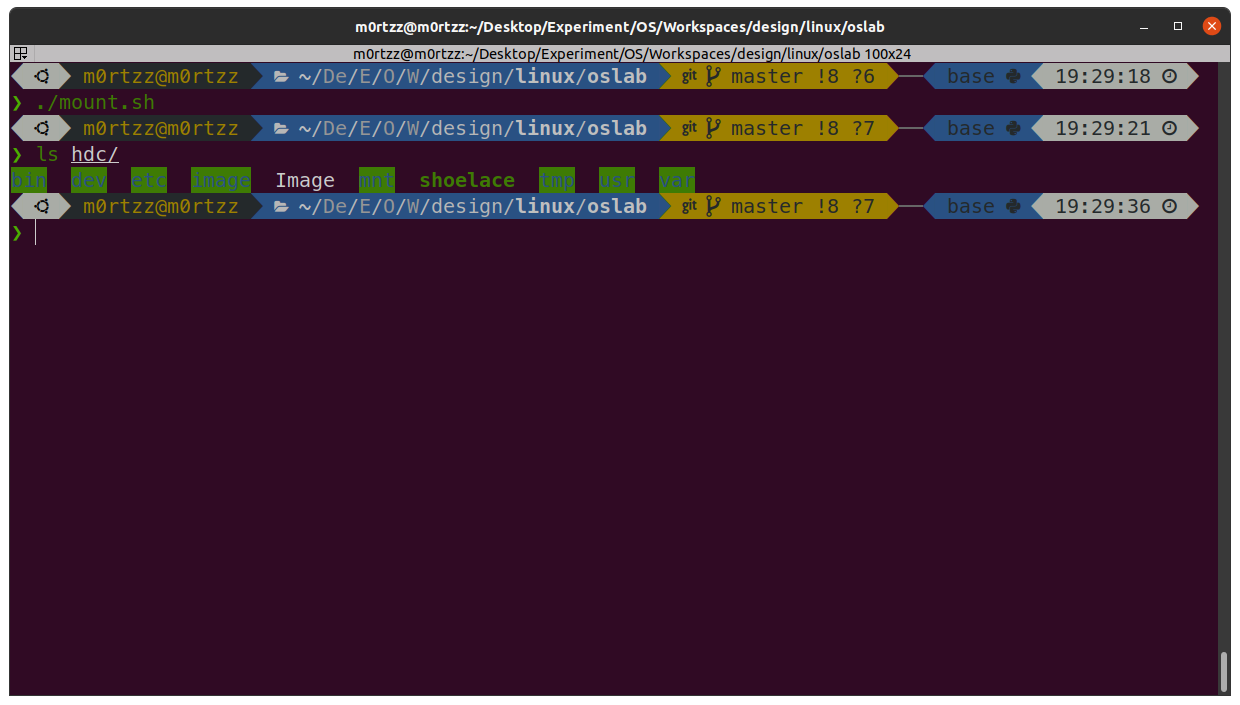 m0rtzz@m0rtzz:~/Desktop/Experiment/OS/Workspaces/design/linux/oslab
m0rtzz@m0rtzz:~/Desktop/Experiment/OS/Workspaces/design/linux/oslab 100x24
m0rtzz@m0rtzz ~/De/E/O/W/design/linux/oslab git master !8 ?6 base 19:29:18
❯ ./mount.sh
m0rtzz@m0rtzz ~/De/E/O/W/design/linux/oslab git master !8 ?7 base 19:29:21
❯ ls hdc/
bin dev etc image Image mnt shoelace tmp usr var
m0rtzz@m0rtzz ~/De/E/O/W/design/linux/oslab git master !8 ?7 base 19:29:36
❯